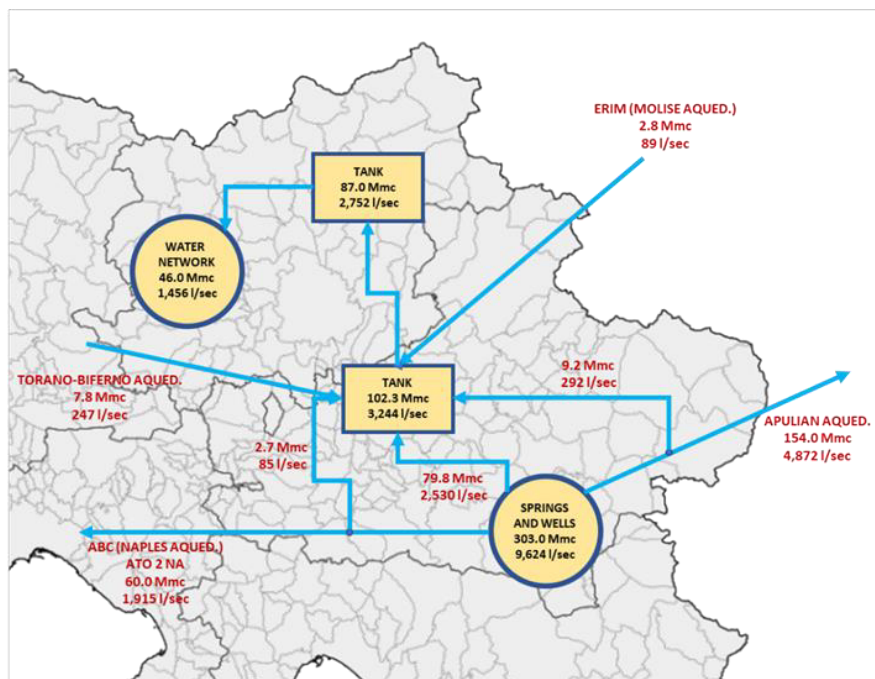 ERIM (MOLISE AQUED.)
2.8 Mmc
89 l/sec
TANK
87.0 Mmc
2,752 l/sec
WATER
NETWORK
46.0 Mmc
1,456 l/sec
TORANO-BIFERNO AQUED.
7.8 Mmc
247 l/sec
TANK
102.3 Mmc
3,244 l/sec
9.2 Mmc
292 l/sec
APULIAN AQUED.
154.0 Mmc
4,872 l/sec
2.7 Mmc
85 l/sec
79.8 Mmc
2,530 l/sec
SPRINGS
AND WELLS
303.0 Mmc
9,624 l/sec
ABC (NAPLES AQUED.)
ATO 2 NA
60.0 Mmc
1,915 l/sec